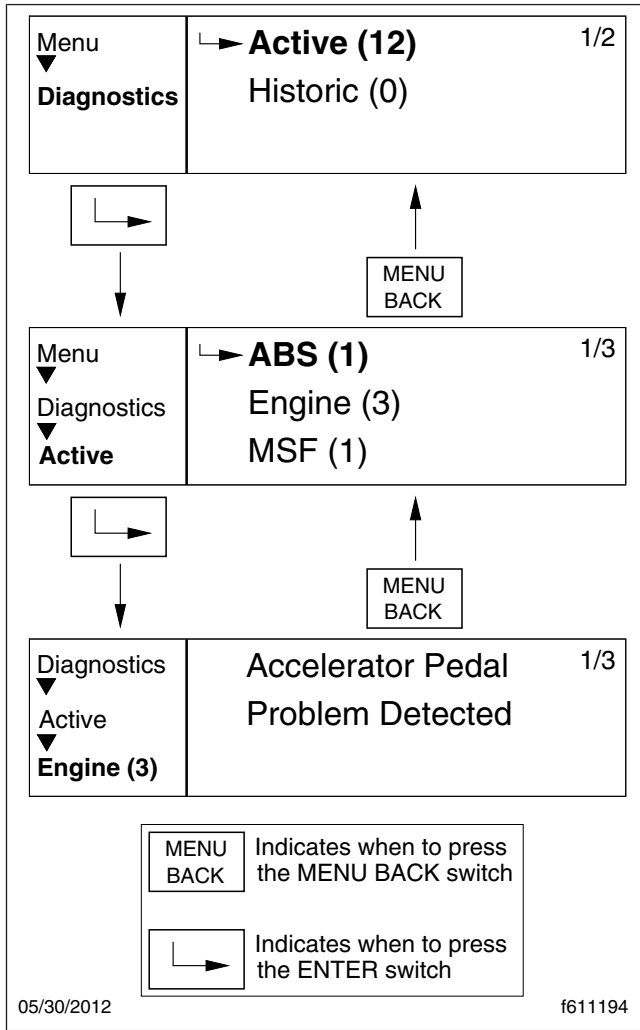 Menu
Diagnostics
Active (12)
Historic (0)
1/2
MENU
BACK
Menu
Diagnostics
Active
ABS (1)
Engine (3)
MSF (1)
1/3
MENU
BACK
Diagnostics
Active
Engine (3)
Accelerator Pedal
Problem Detected
1/3
MENU
BACK
Indicates when to press
the MENU BACK switch
Indicates when to press
the ENTER switch
05/30/2012
f611194